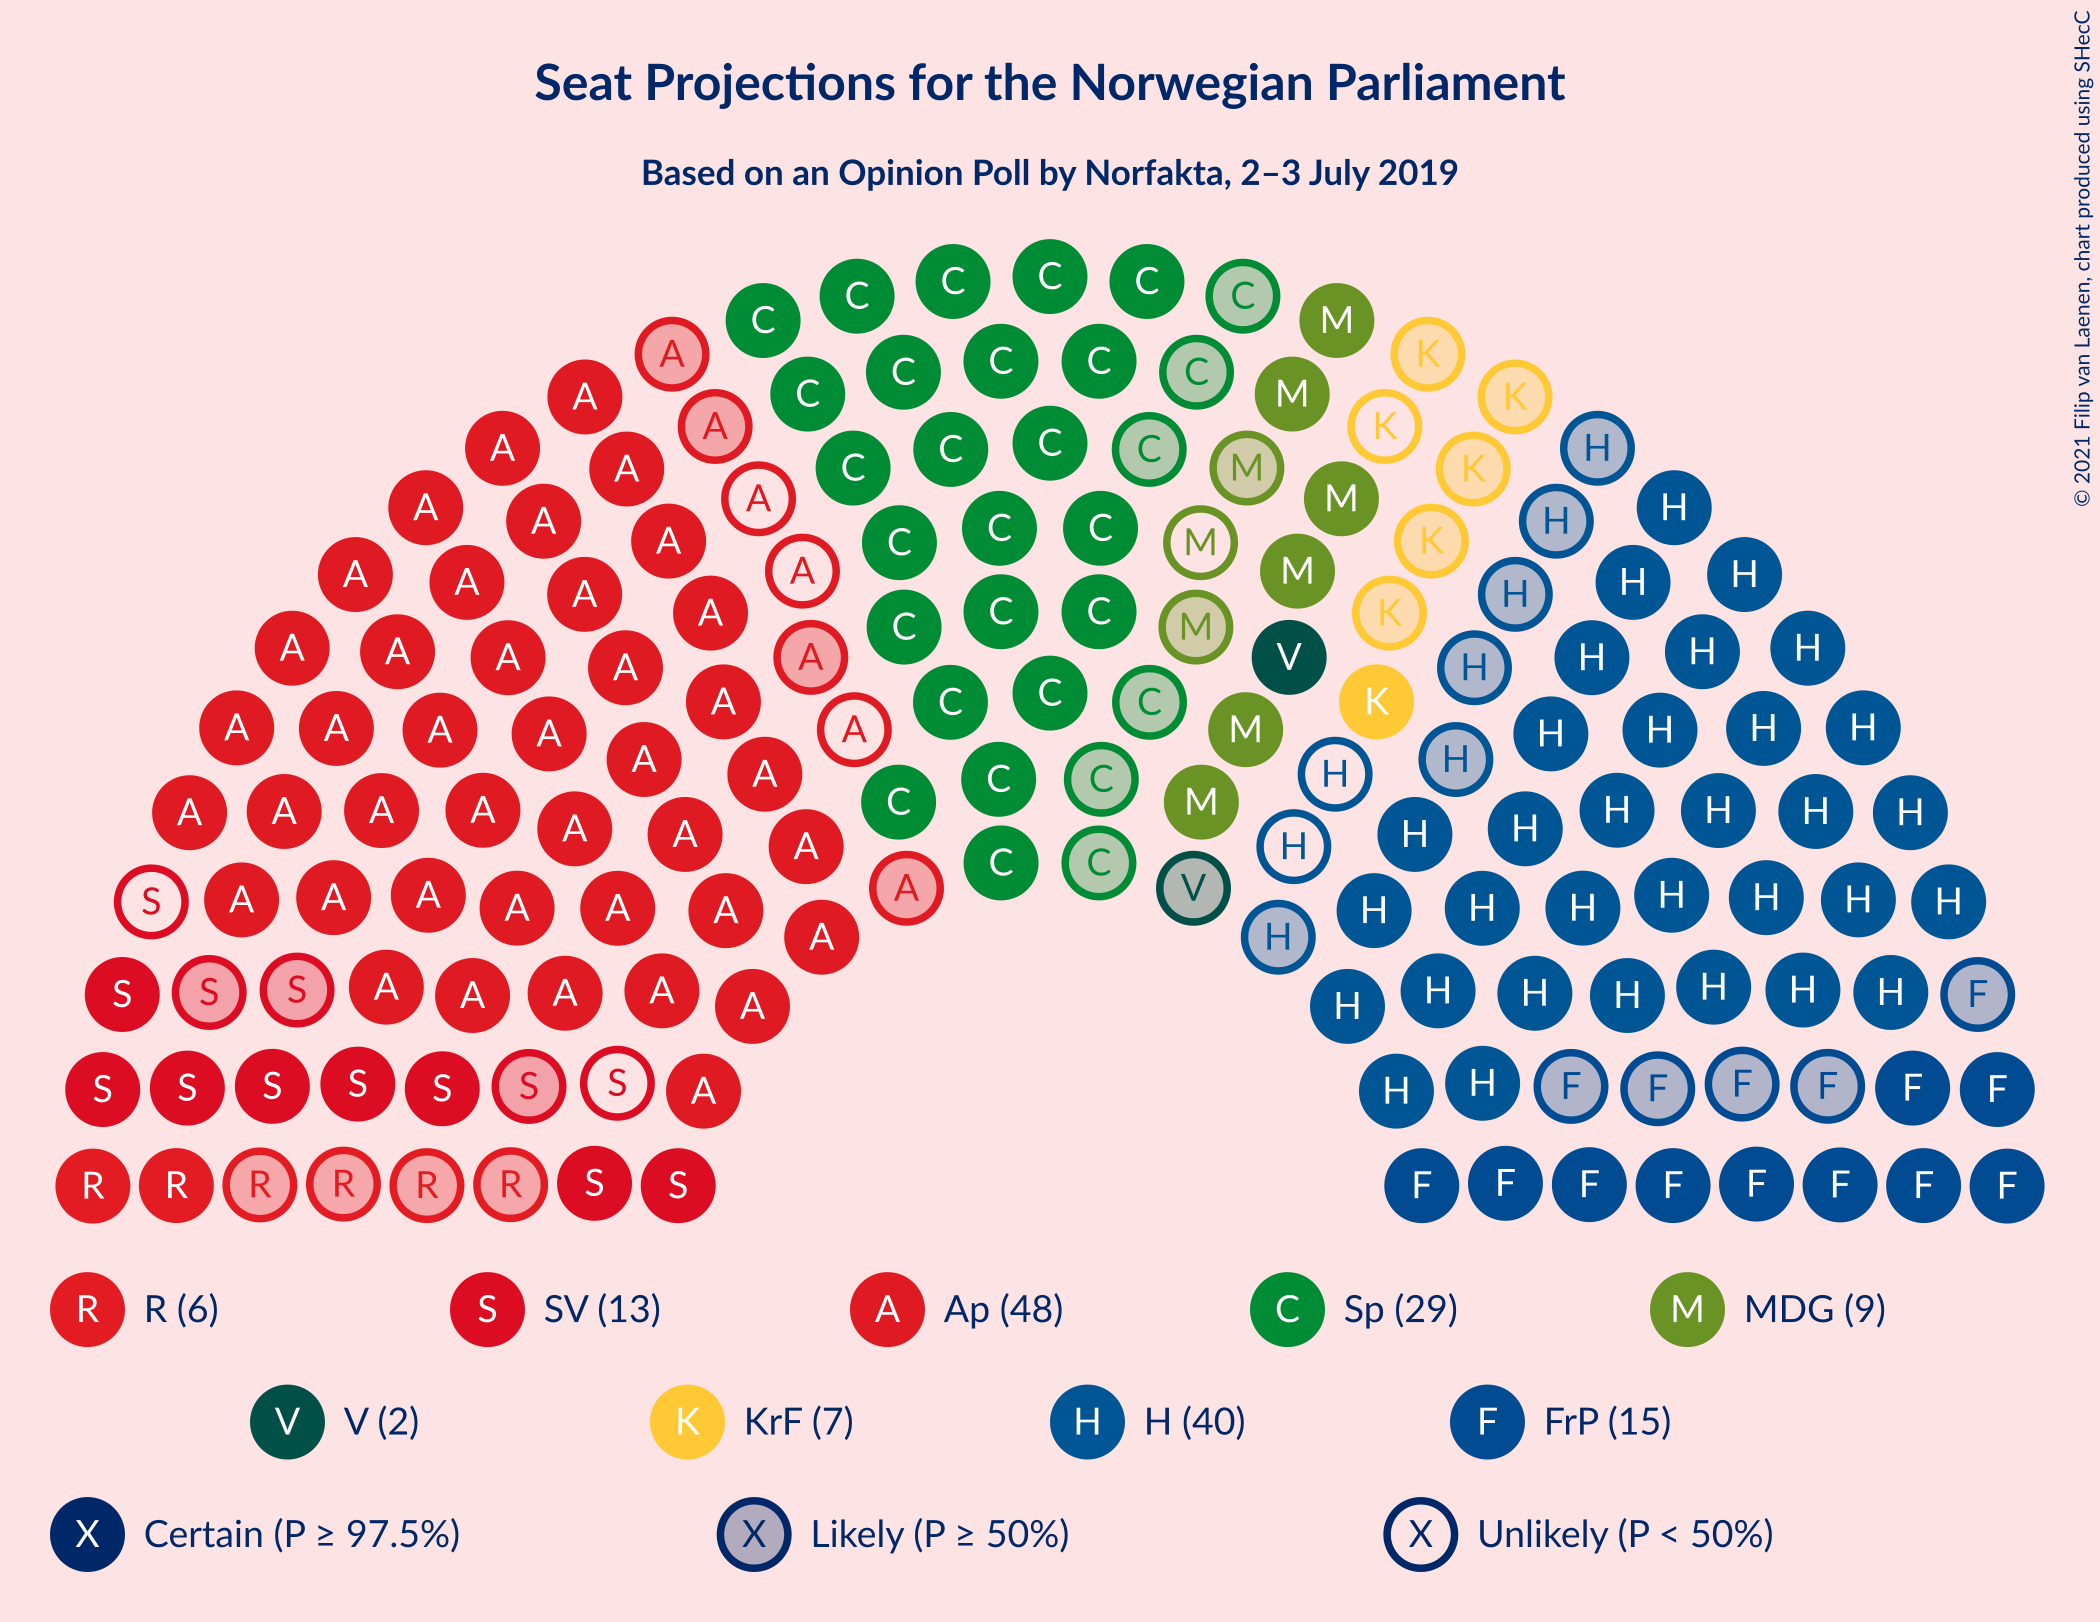 Seat Projections for the Norwegian Parliament
Based on an Opinion Poll by Norfakta, 2–3 July 2019
© 2021 Filip van Laenen, chart produced using SHecC
C C C C C C M
A C C C C C M K K
A A C C C C M M K K H
A A A A C C C M M K K H H
A A A A A C C C M V K H H H
A A A A A A C C C M M K H H H H
A A A A A A A C C C M H H H H H H
A A A A A A A A C C V H H H H H H H
S A A A A A A A A H H H H H H H H
S S S A A A A A H H H H H H H F
S S S S S S S A H H F F F F F F
R R R R R R S S F F F F F F F F
R R (6) S SV (13) A Ap (48) C Sp (29) M MDG (9)
V V (2) K KrF (7) H H (40) F FrP (15)
X Certain (P ≥ 97.5%) X Likely (P ≥ 50%) X Unlikely (P < 50%)